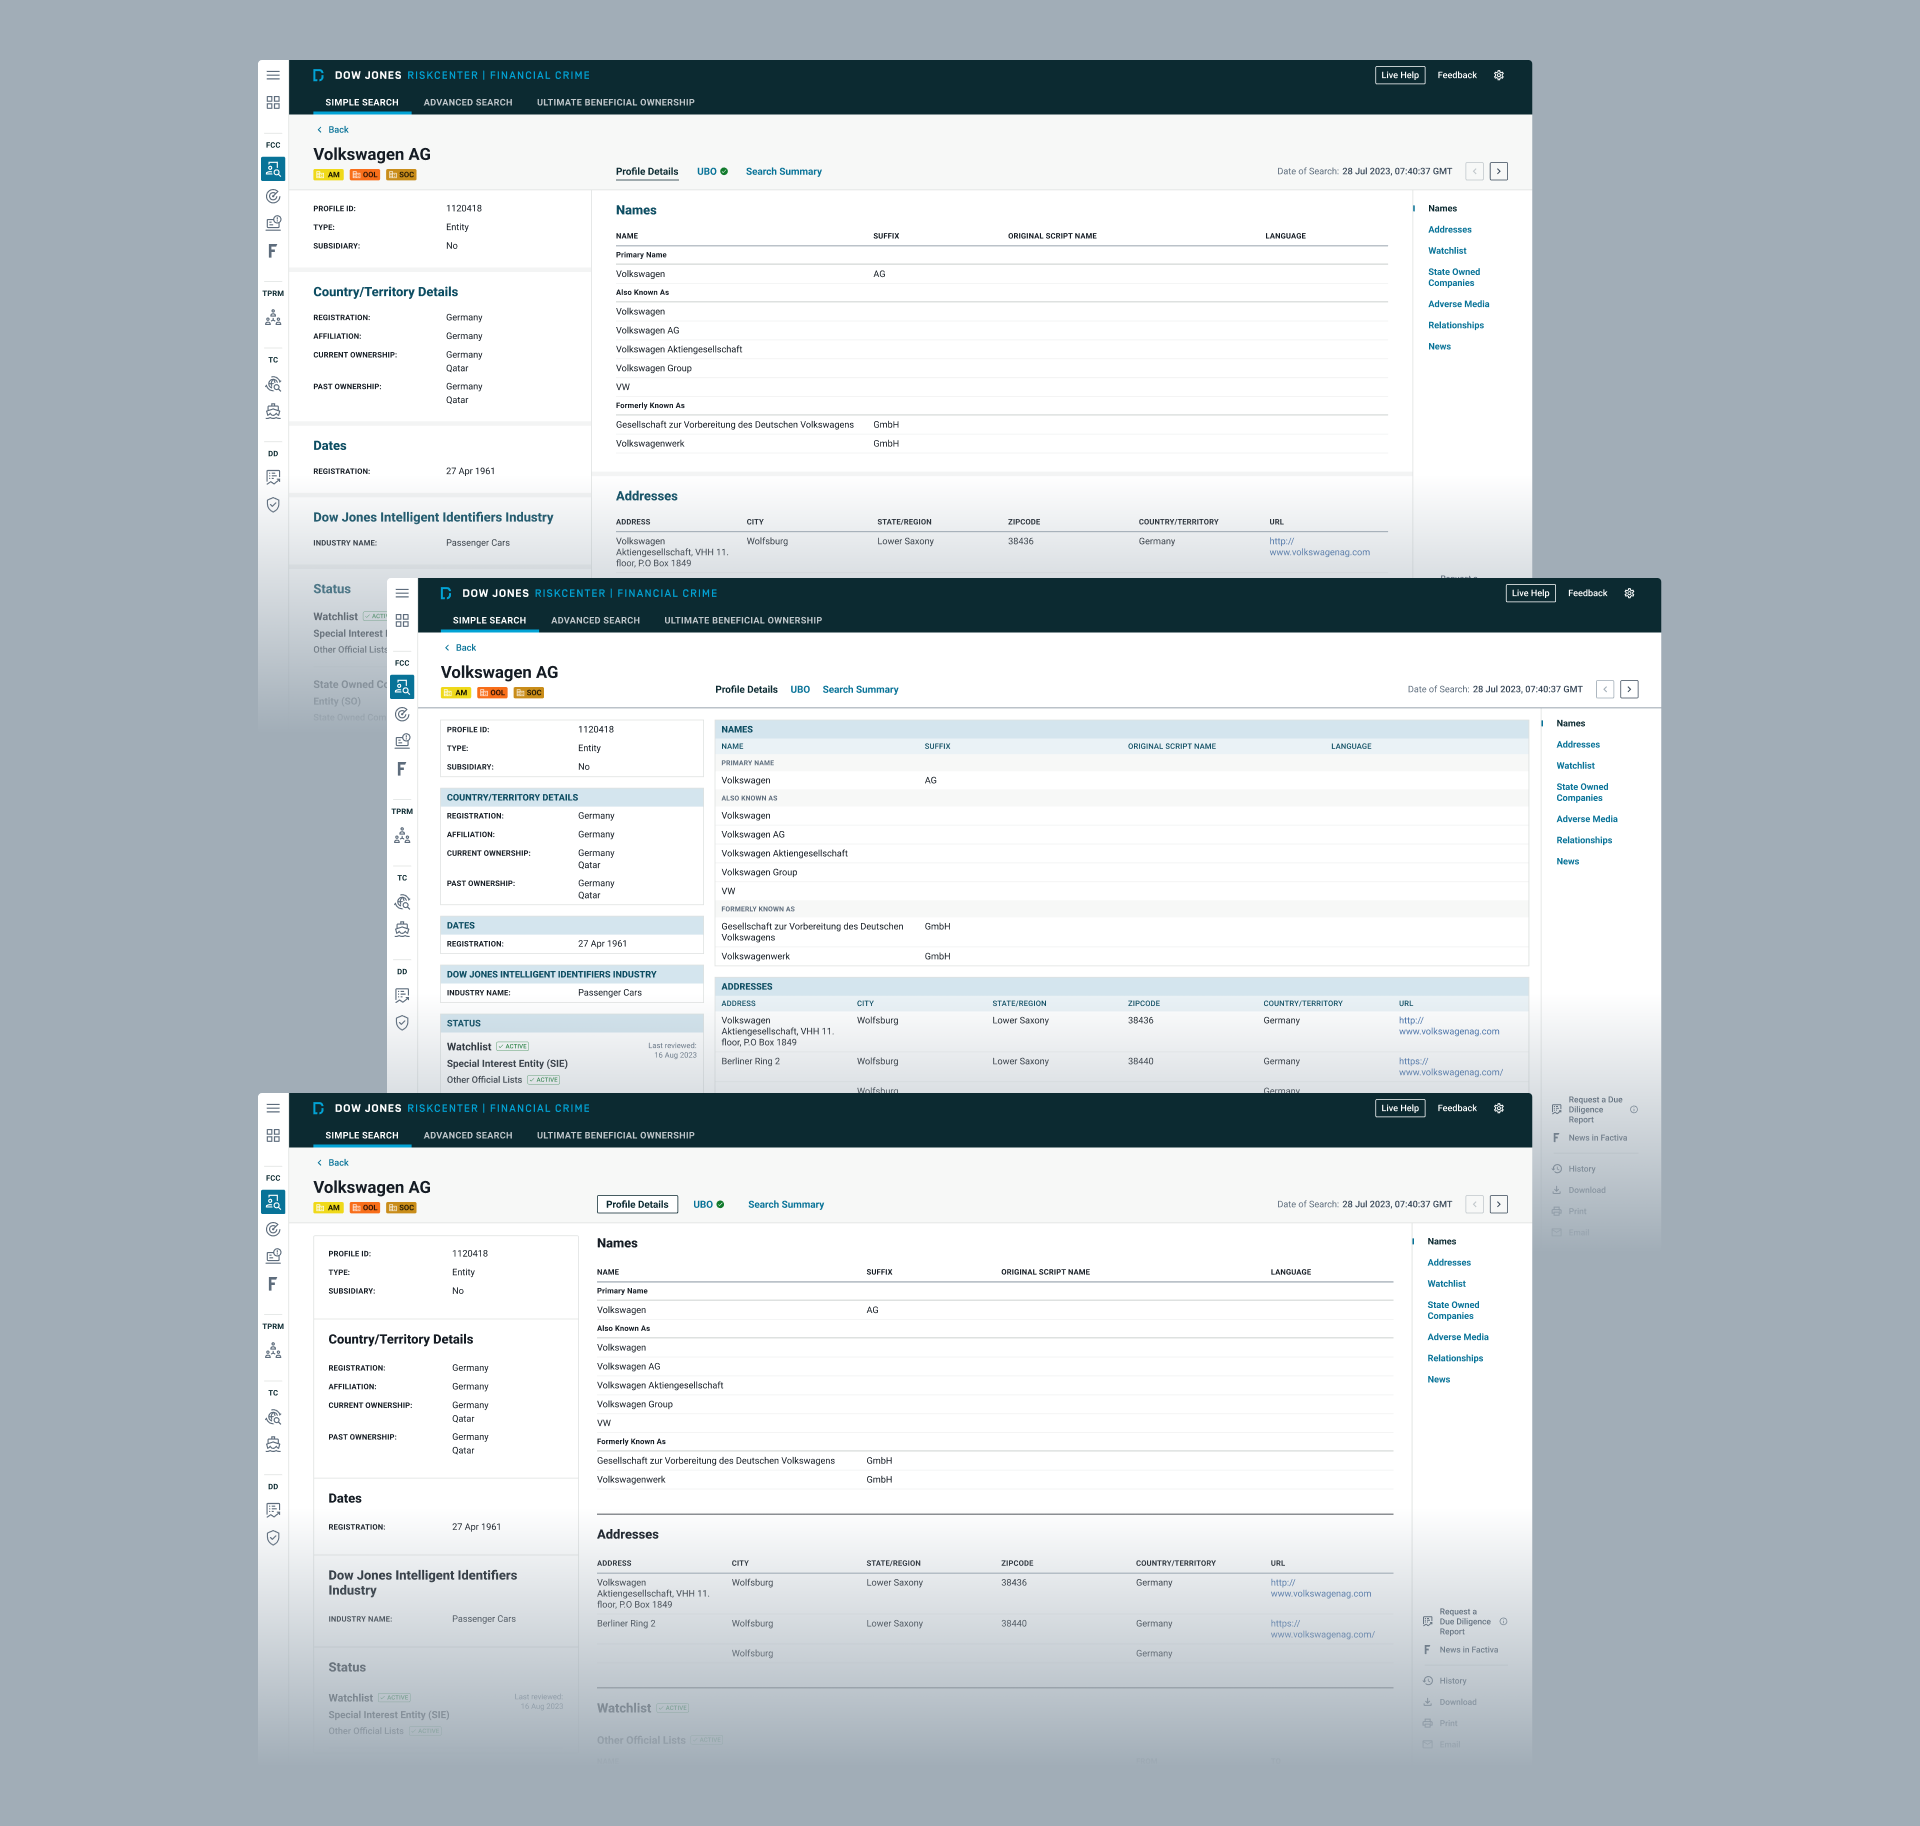 DOW JONES RISKCENTER | FINANCIAL CRIME
Live Help Feedback
SIMPLE SEARCH ADVANCED SEARCH ULTIMATE BENEFICIAL OWNERSHIP
Back
FCC
TPRM
TC
DD
Volkswagen AG
AM OOL SOC
Profile Details UBO Search Summary
Date of Search: 28 Jul 2023, 07:40:37 GMT
PROFILE ID: 1120418
TYPE: Entity
SUBSIDIARY: No
Country/Territory Details
REGISTRATION: Germany
AFFILIATION: Germany
CURRENT OWNERSHIP: Germany
Qatar
PAST OWNERSHIP: Germany
Qatar
Dates
REGISTRATION: 27 Apr 1961
Dow Jones Intelligent Identifiers Industry
INDUSTRY NAME: Passenger Cars
Status
Watchlist
Special Interest
Other Official Lists
State Owned
Entity (SO)
State Owned
Names
NAME SUFFIX ORIGINAL SCRIPT NAME LANGUAGE
Primary Name
Volkswagen AG
Also Known As
Volkswagen
Volkswagen AG
Volkswagen Aktiengesellschaft
Volkswagen Group
VW
Formerly Known As
Gesellschaft zur Vorbereitung des Deutschen Volkswagens GmbH
Volkswagenwerk GmbH
Addresses
ADDRESS CITY STATE/REGION ZIPCODE COUNTRY/TERRITORY URL
Volkswagen Wolfsburg Lower Saxony 38436 Germany http://
Aktiengesellschaft, VHH 11. www.volkswagenag.com
floor, P.O Box 1849
Names
Addresses
Watchlist
State Owned
Companies
Adverse Media
Relationships
News
DOW JONES RISKCENTER | FINANCIAL CRIME
Live Help Feedback
SIMPLE SEARCH ADVANCED SEARCH ULTIMATE BENEFICIAL OWNERSHIP
Back
FCC
TPRM
TC
DD
Volkswagen AG
AM OOL SOC
Profile Details UBO Search Summary
Date of Search: 28 Jul 2023, 07:40:37 GMT
PROFILE ID: 1120418
TYPE: Entity
SUBSIDIARY: No
COUNTRY/TERRITORY DETAILS
REGISTRATION: Germany
AFFILIATION: Germany
CURRENT OWNERSHIP: Germany
Qatar
PAST OWNERSHIP: Germany
Qatar
DATES
REGISTRATION: 27 Apr 1961
DOW JONES INTELLIGENT IDENTIFIERS INDUSTRY
INDUSTRY NAME: Passenger Cars
STATUS
Watchlist ACTIVE Last reviewed:
16 Aug 2023
Special Interest Entity (SIE)
Other Official Lists ACTIVE
NAMES
NAME SUFFIX ORIGINAL SCRIPT NAME LANGUAGE
PRIMARY NAME
Volkswagen AG
ALSO KNOWN AS
Volkswagen
Volkswagen AG
Volkswagen Aktiengesellschaft
Volkswagen Group
VW
FORMERLY KNOWN AS
Gesellschaft zur Vorbereitung des Deutschen GmbH
Volkswagens
Volkswagenwerk GmbH
ADDRESSES
ADDRESS CITY STATE/REGION ZIPCODE COUNTRY/TERRITORY URL
Volkswagen Wolfsburg Lower Saxony 38436 Germany http://
Aktiengesellschaft, VHH 11. www.volkswagenag.com
floor, P.O Box 1849
Berliner Ring 2 Wolfsburg Lower Saxony 38440 Germany https://
www.volkswagenag.com/
Wolfsburg Germany
Names
Addresses
Watchlist
State Owned
Companies
Adverse Media
Relationships
News
Request a Due
Diligence
Report
News in Factiva
History
Download
Print
Email
DOW JONES RISKCENTER | FINANCIAL CRIME
Live Help Feedback
SIMPLE SEARCH ADVANCED SEARCH ULTIMATE BENEFICIAL OWNERSHIP
Back
FCC
TPRM
TC
DD
Volkswagen AG
AM OOL SOC
Profile Details UBO Search Summary
Date of Search: 28 Jul 2023, 07:40:37 GMT
PROFILE ID: 1120418
TYPE: Entity
SUBSIDIARY: No
Country/Territory Details
REGISTRATION: Germany
AFFILIATION: Germany
CURRENT OWNERSHIP: Germany
Qatar
PAST OWNERSHIP: Germany
Qatar
Dates
REGISTRATION: 27 Apr 1961
Dow Jones Intelligent Identifiers
Industry
INDUSTRY NAME: Passenger Cars
Status
Watchlist ACTIVE Last reviewed:
16 Aug 2023
Special Interest Entity (SIE)
Other Official Lists ACTIVE
Names
NAME SUFFIX ORIGINAL SCRIPT NAME LANGUAGE
Primary Name
Volkswagen AG
Also Known As
Volkswagen
Volkswagen AG
Volkswagen Aktiengesellschaft
Volkswagen Group
VW
Formerly Known As
Gesellschaft zur Vorbereitung des Deutschen Volkswagens GmbH
Volkswagenwerk GmbH
Addresses
ADDRESS CITY STATE/REGION ZIPCODE COUNTRY/TERRITORY URL
Volkswagen Wolfsburg Lower Saxony 38436 Germany http://
Aktiengesellschaft, VHH 11. www.volkswagenag.com
floor, P.O Box 1849
Berliner Ring 2 Wolfsburg Lower Saxony 38440 Germany https://
www.volkswagenag.com/
Wolfsburg Germany
Watchlist ACTIVE
Other Official Lists ACTIVE
Names
Addresses
Watchlist
State Owned
Companies
Adverse Media
Relationships
News
Request a
Due Diligence
Report
News in Factiva
History
Download
Print
Email